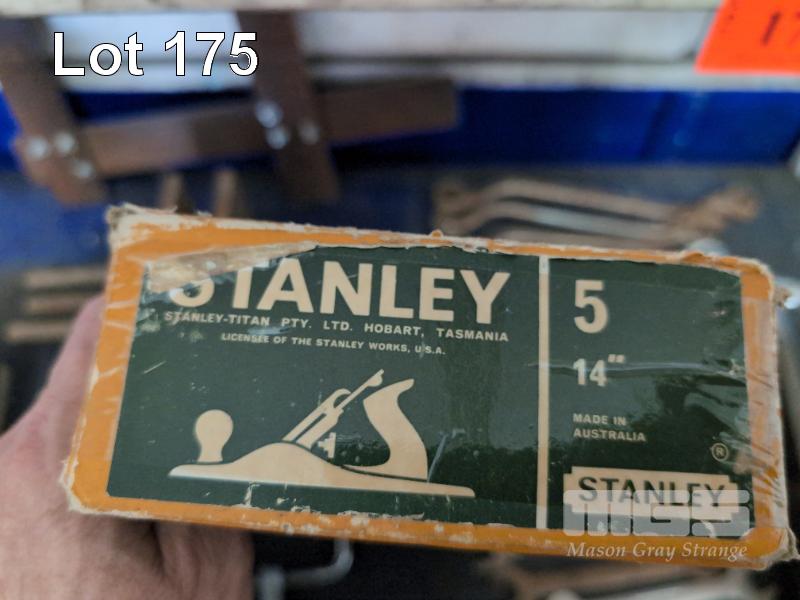 Lot 175
17
STANLEY
STANLEY-TITAN PTY. LTD. HOBART, TASMANIA
LICENSEE OF THE STANLEY WORKS, U.S.A.
5
14"
MADE IN
AUSTRALIA
®
STANLEY
MGS
Mason Gray Strange